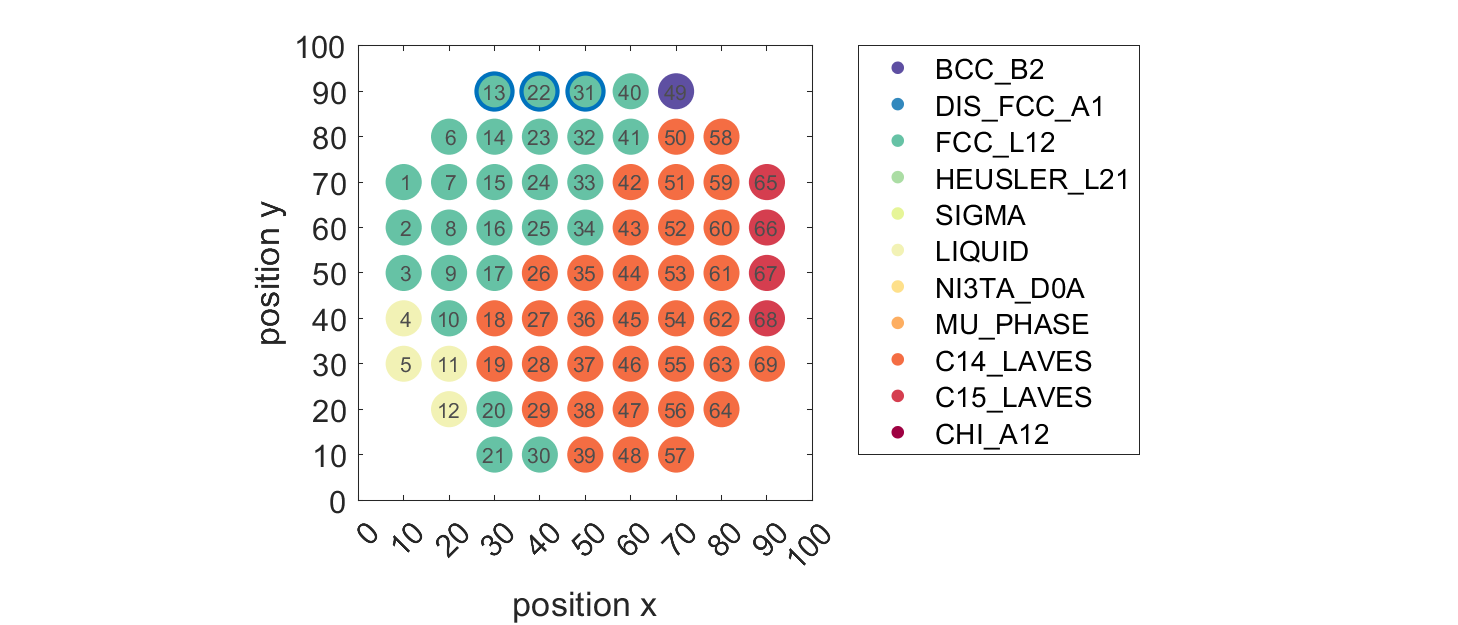 100
90
80
70
60
50
40
30
20
10
0
position y
13 22 31 40 49
6 14 23 32 41 50 58
1 7 15 24 33 42 51 59 65
2 8 16 25 34 43 52 60 66
3 9 17 26 35 44 53 61 67
4 10 18 27 36 45 54 62 68
5 11 19 28 37 46 55 63 69
12 20 29 38 47 56 64
21 30 39 48 57
0 10 20 30 40 50 60 70 80 90 100
position x
BCC_B2
DIS_FCC_A1
FCC_L12
HEUSLER_L21
SIGMA
LIQUID
NI3TA_D0A
MU_PHASE
C14_LAVES
C15_LAVES
CHI_A12